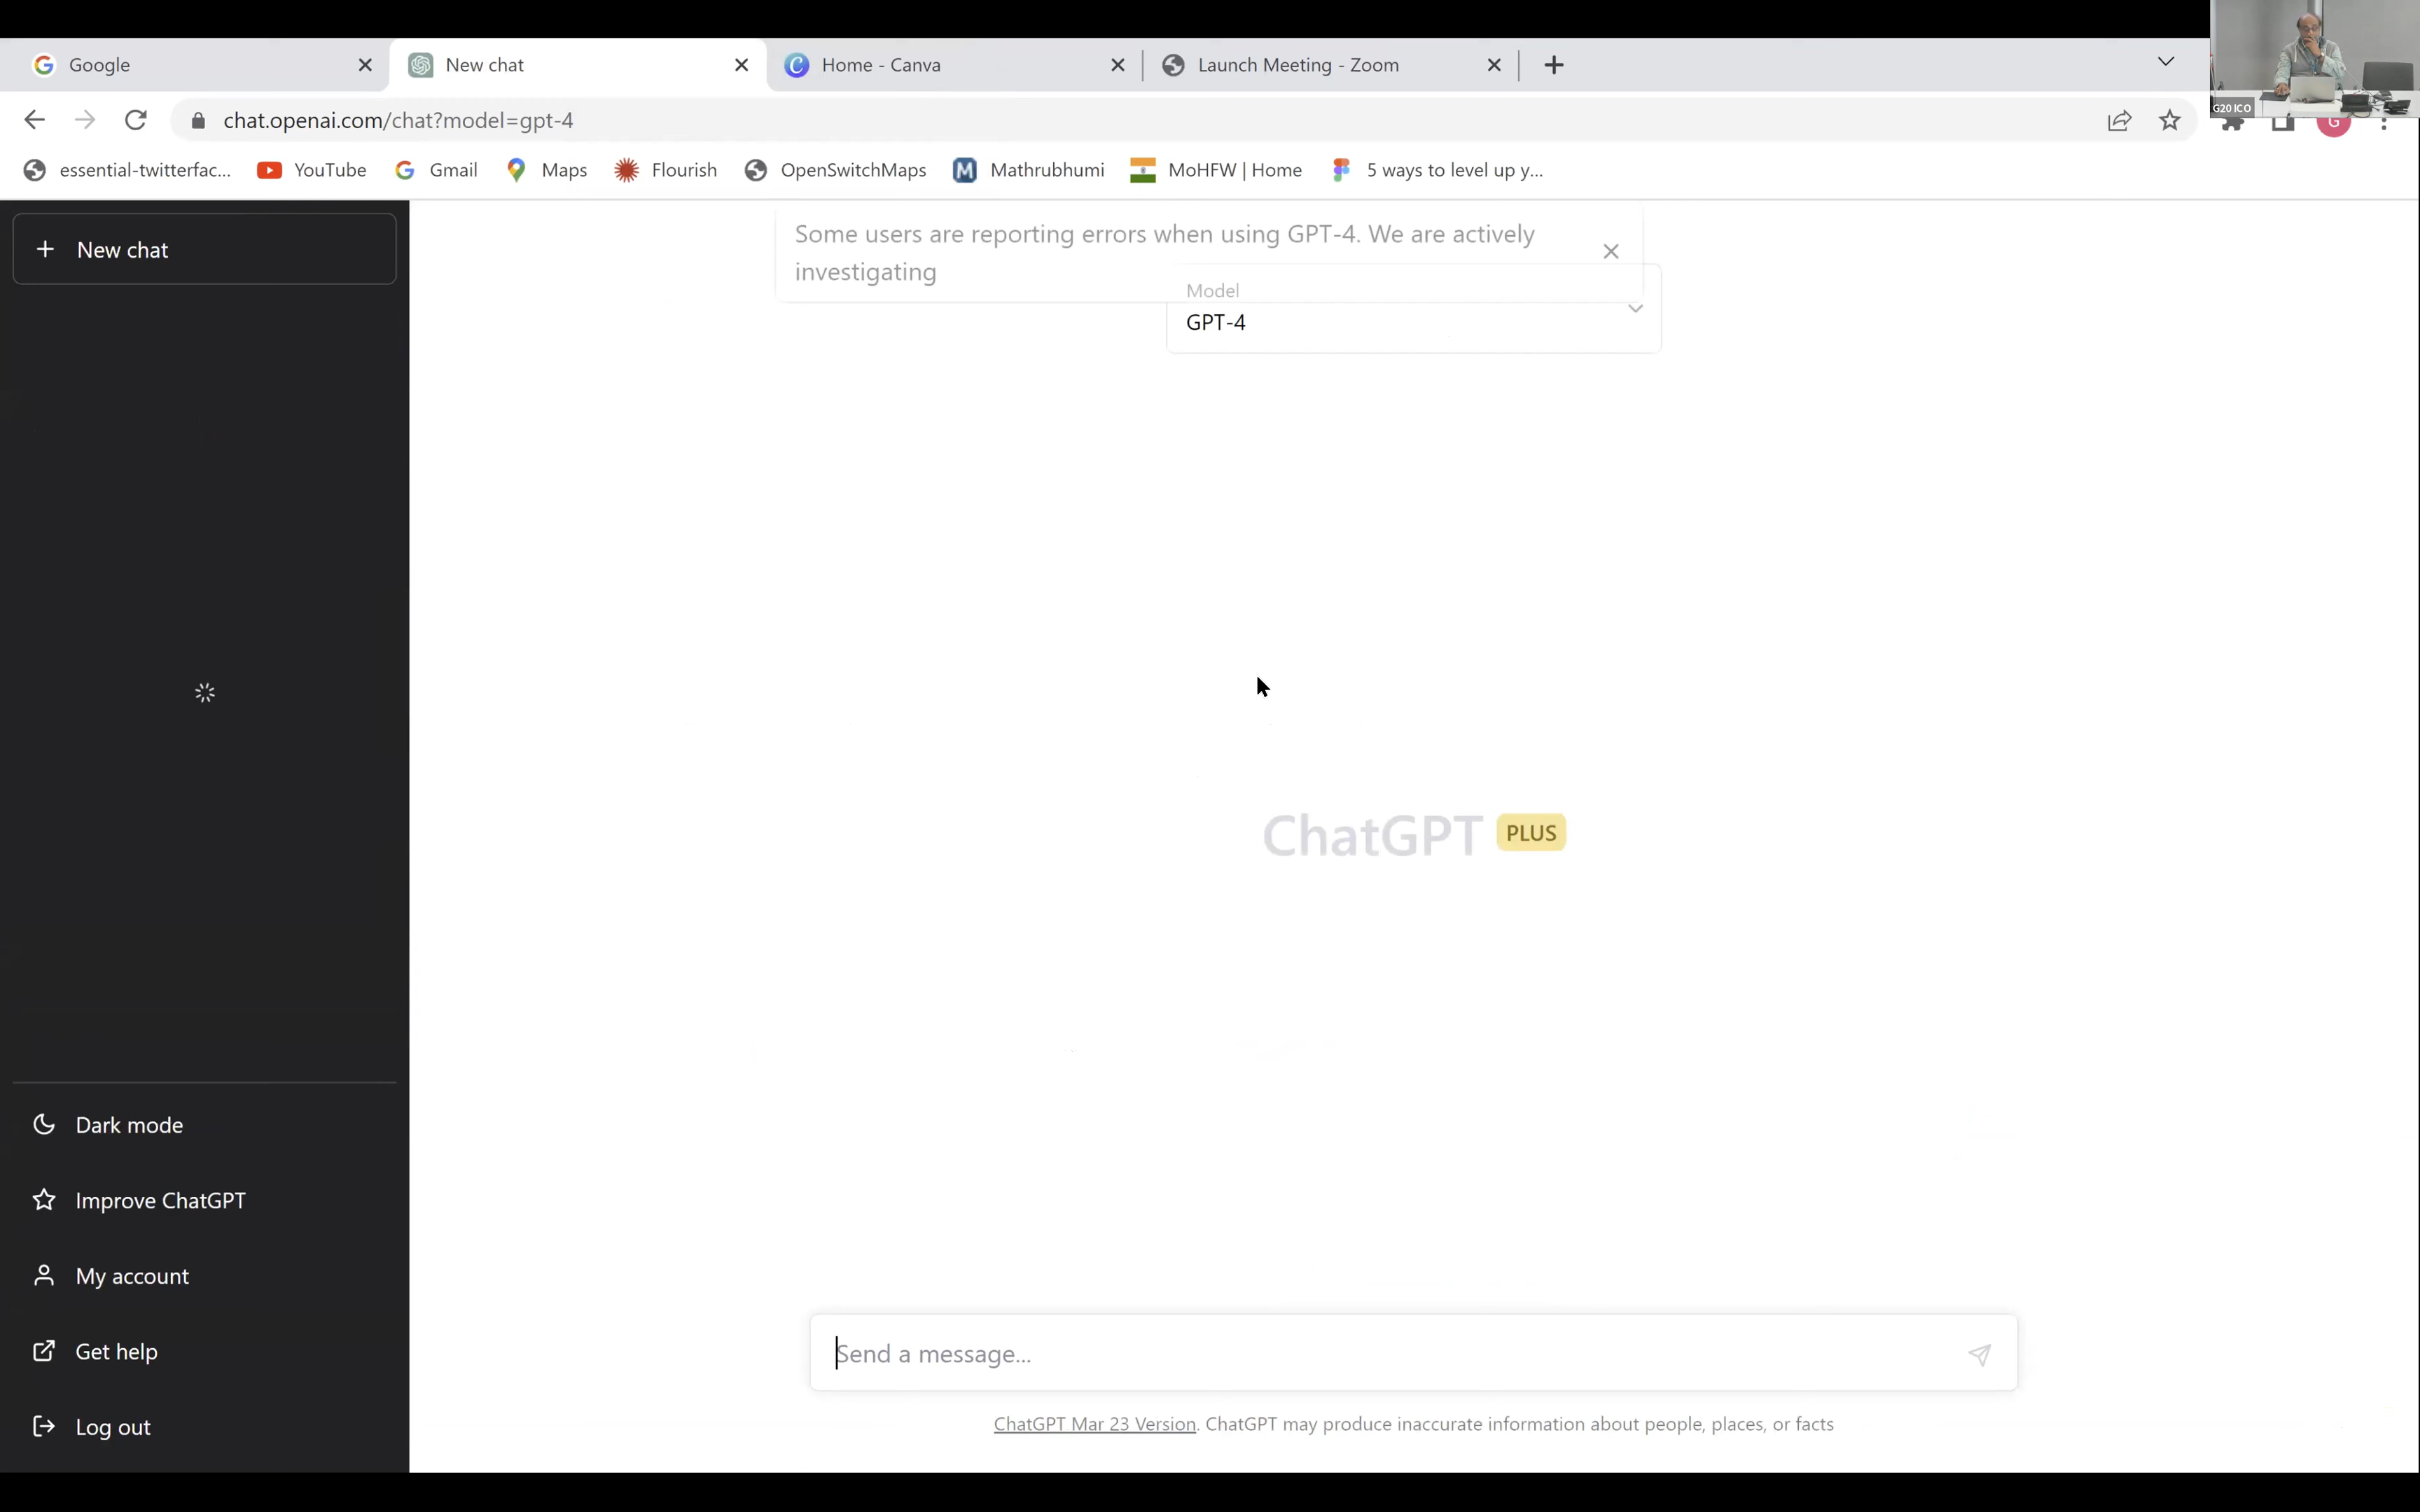 Google
New chat
Home - Canva
Launch Meeting - Zoom
G20 ICO
chat.openai.com/chat?model=gpt-4
G
essential-twitterfac...
YouTube
Gmail
Maps
Flourish
OpenSwitchMaps
M
Mathrubhumi
MoHFW | Home
5 ways to level up y...
New chat
Some users are reporting errors when using GPT-4. We are actively
investigating
Model
GPT-4
ChatGPT PLUS
Dark mode
Improve ChatGPT
My account
Get help
Log out
Send a message...
ChatGPT Mar 23 Version. ChatGPT may produce inaccurate information about people, places, or facts